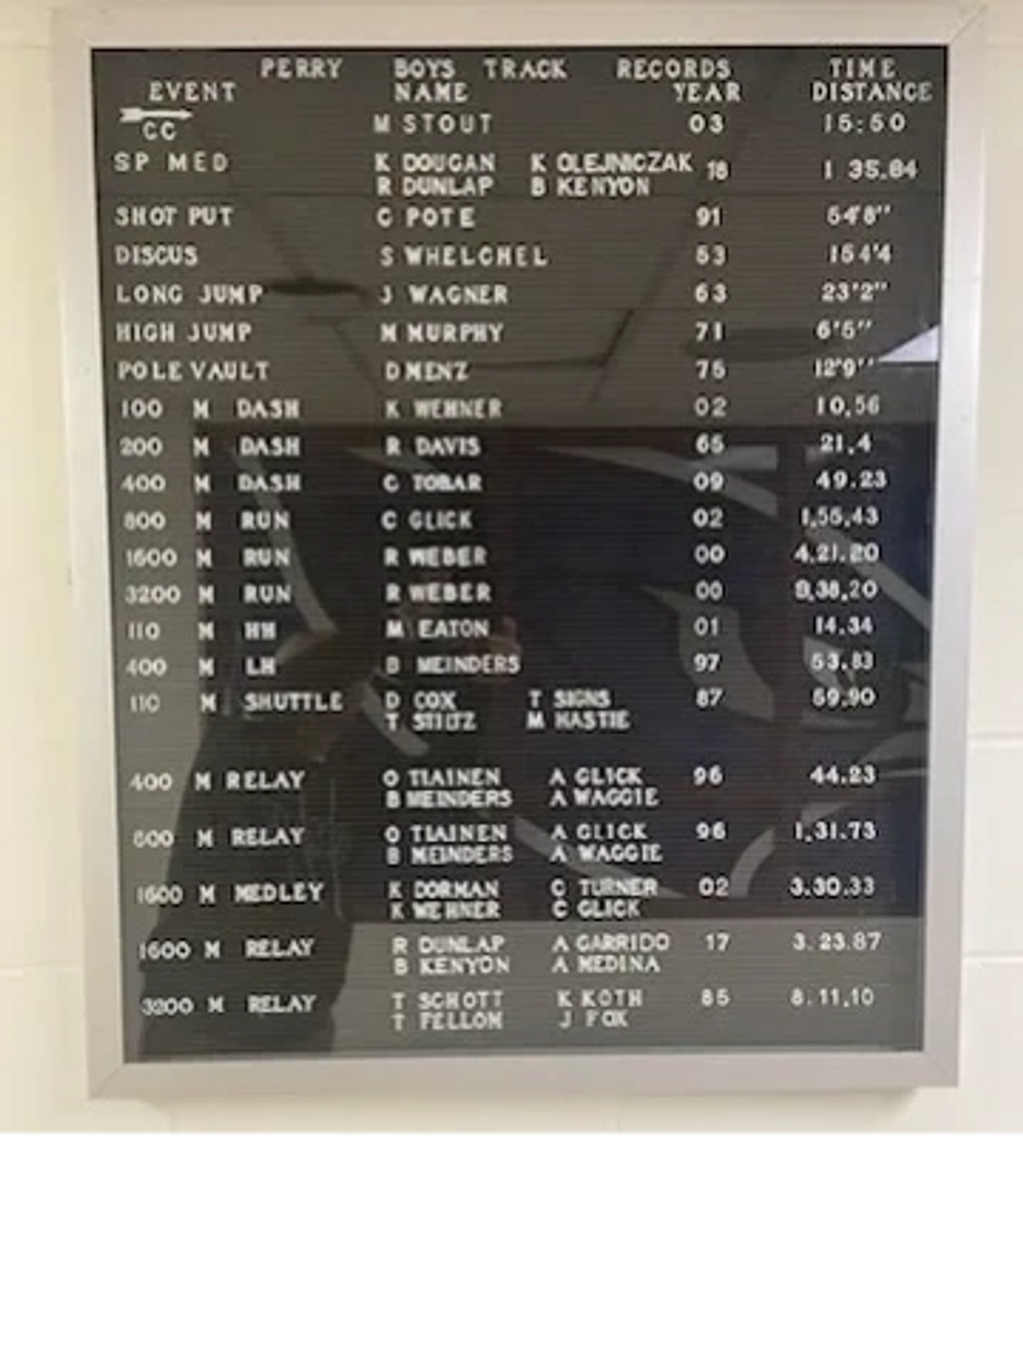 PERRY BOYS TRACK RECORDS TIME
EVENT NAME YEAR DISTANCE
CC M STOUT 03 15:50
SP MED K DOUGAN K OLEJNICZAK 18 1 35.84
R DUNLAP B KENYON
SHOT PUT C POTE 91 54'8"
DISCUS S WHELCHEL 53 154'4
LONG JUMP J WAGNER 63 23'2"
HIGH JUMP M MURPHY 71 6'5"
POLE VAULT D MENZ 75 12'9"
100 M DASH K WEHNER 02 10,56
200 M DASH R DAVIS 65 21,4
400 M DASH C TOBAR 09 49.23
800 M RUN C GLICK 02 1,55,43
1600 M RUN R WEBER 00 4,21.20
3200 M RUN R WEBER 00 9,38,20
110 M HH M EATON 01 14.34
400 M LH B MEINDERS 97 53.83
110 M SHUTTLE D COX T SIGNS 87 59.90
T STILTZ M HASTIE
400 M RELAY O TIAINEN A GLICK 96 44.23
B MEINDERS A WAGGIE
800 M RELAY O TIAINEN A GLICK 96 1,31.73
B MEINDERS A WAGGIE
1600 M MEDLEY K DORMAN C TURNER 02 3.30.33
K WEHNER C GLICK
1600 M RELAY R DUNLAP A GARRIDO 17 3.23.87
B KENYON A MEDINA
3200 M RELAY T SCHOTT K KOTH 85 8.11,10
T FELLOM J FOX